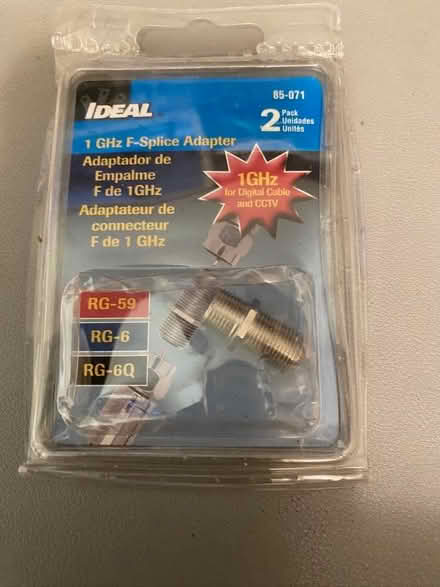 IDEAL
85-071
2 Pack
Unidades
Unités
1 GHz F-Splice Adapter
Adaptador de
Empalme
F de 1GHz
Adaptateur de
connecteur
F de 1 GHz
1GHz
for Digital Cable
and CCTV
RG-59
RG-6
RG-6Q